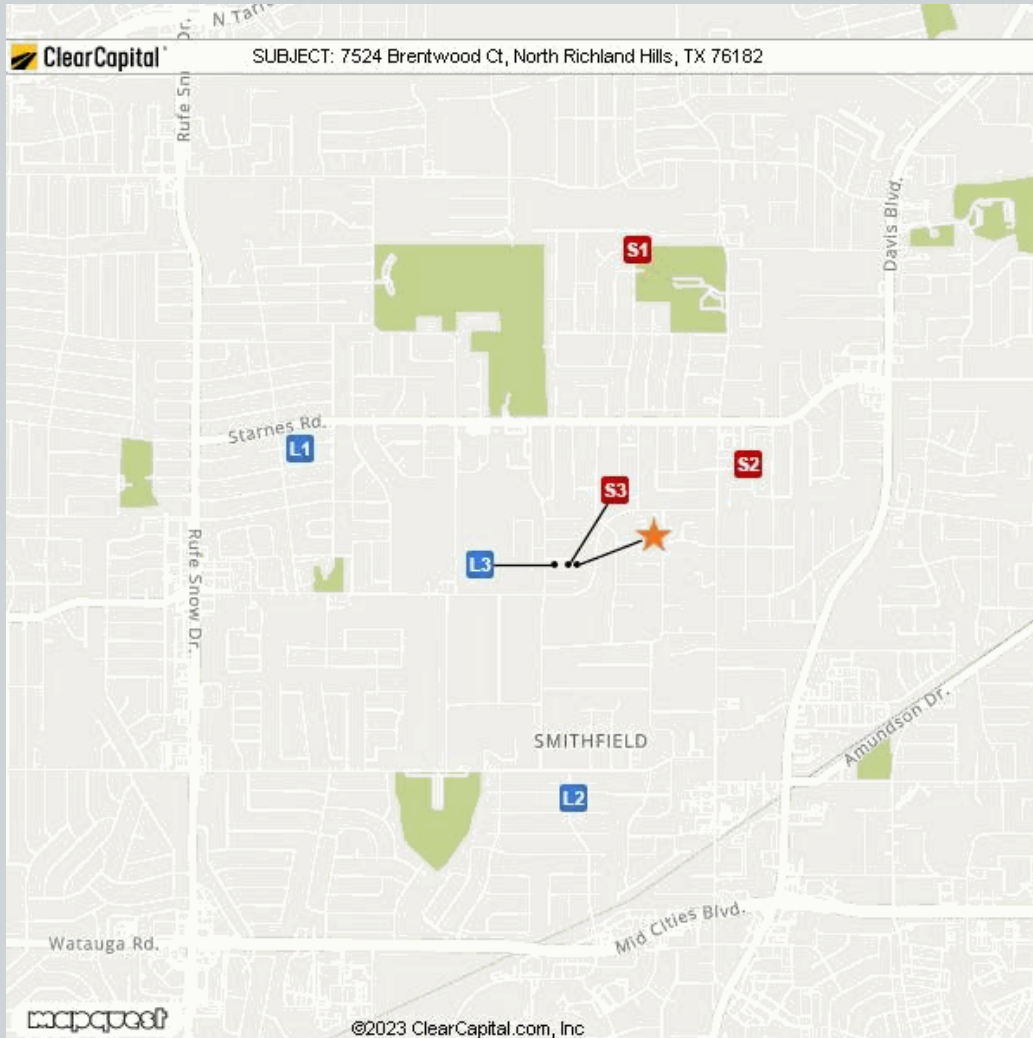 N Tarr
Dr.
ClearCapital
SUBJECT: 7524 Brentwood Ct, North Richland Hills, TX 76182
Rufe Sn
Davis Blvd.
S1
Starnes Rd.
L1
S2
S3
L3
Rufe Snow Dr.
SMITHFIELD
Amundson Dr.
L2
Mid Cities Blvd.
Watauga Rd.
mapquest
©2023 ClearCapital.com, Inc